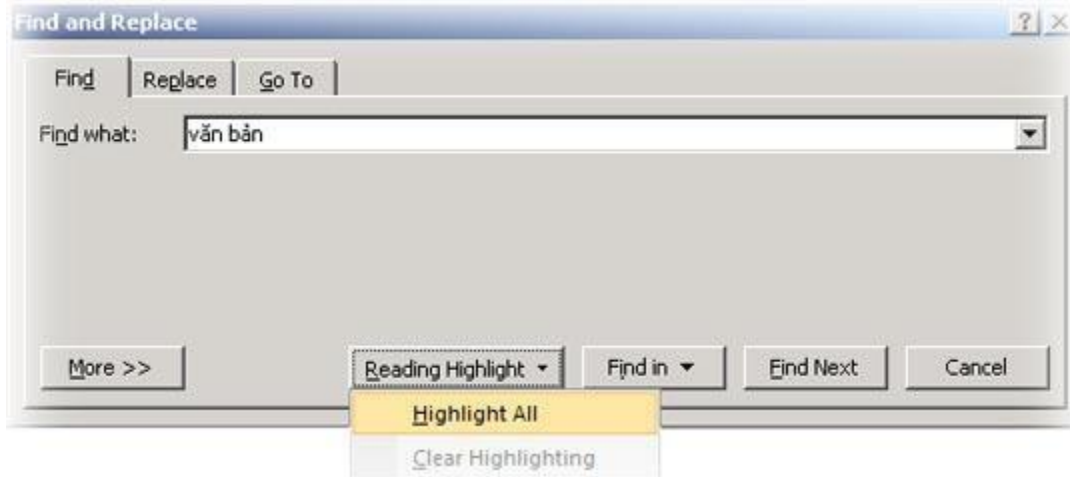 Find and Replace
Find Replace Go To
Find what: văn bản
More >> Reading Highlight Find in Find Next Cancel
Highlight All
Clear Highlighting